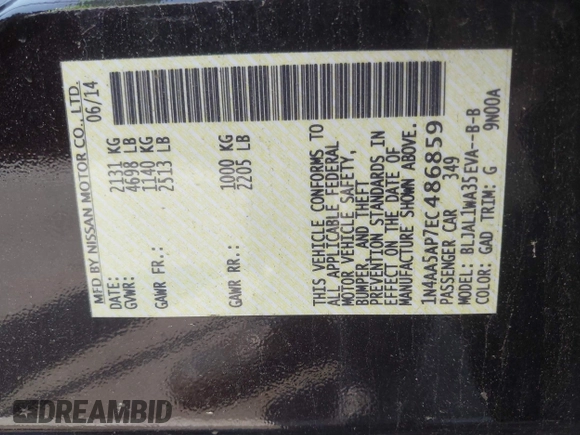 MFD BY NISSAN MOTOR CO., LTD.
DATE: 06/14
GVWR: 2131 KG
4698 LB
GAWR FR.: 1140 KG
2513 LB
GAWR RR.: 1000 KG
2205 LB
THIS VEHICLE CONFORMS TO
ALL APPLICABLE FEDERAL
MOTOR VEHICLE SAFETY,
BUMPER, AND THEFT
PREVENTION STANDARDS IN
EFFECT ON THE DATE OF
MANUFACTURE SHOWN ABOVE.
1N4AA5AP7EC486859
PASSENGER CAR 349
MODEL: BLJAL1WA35EVA--B-B
COLOR: GAD TRIM: G 9N00A
DREAMBID